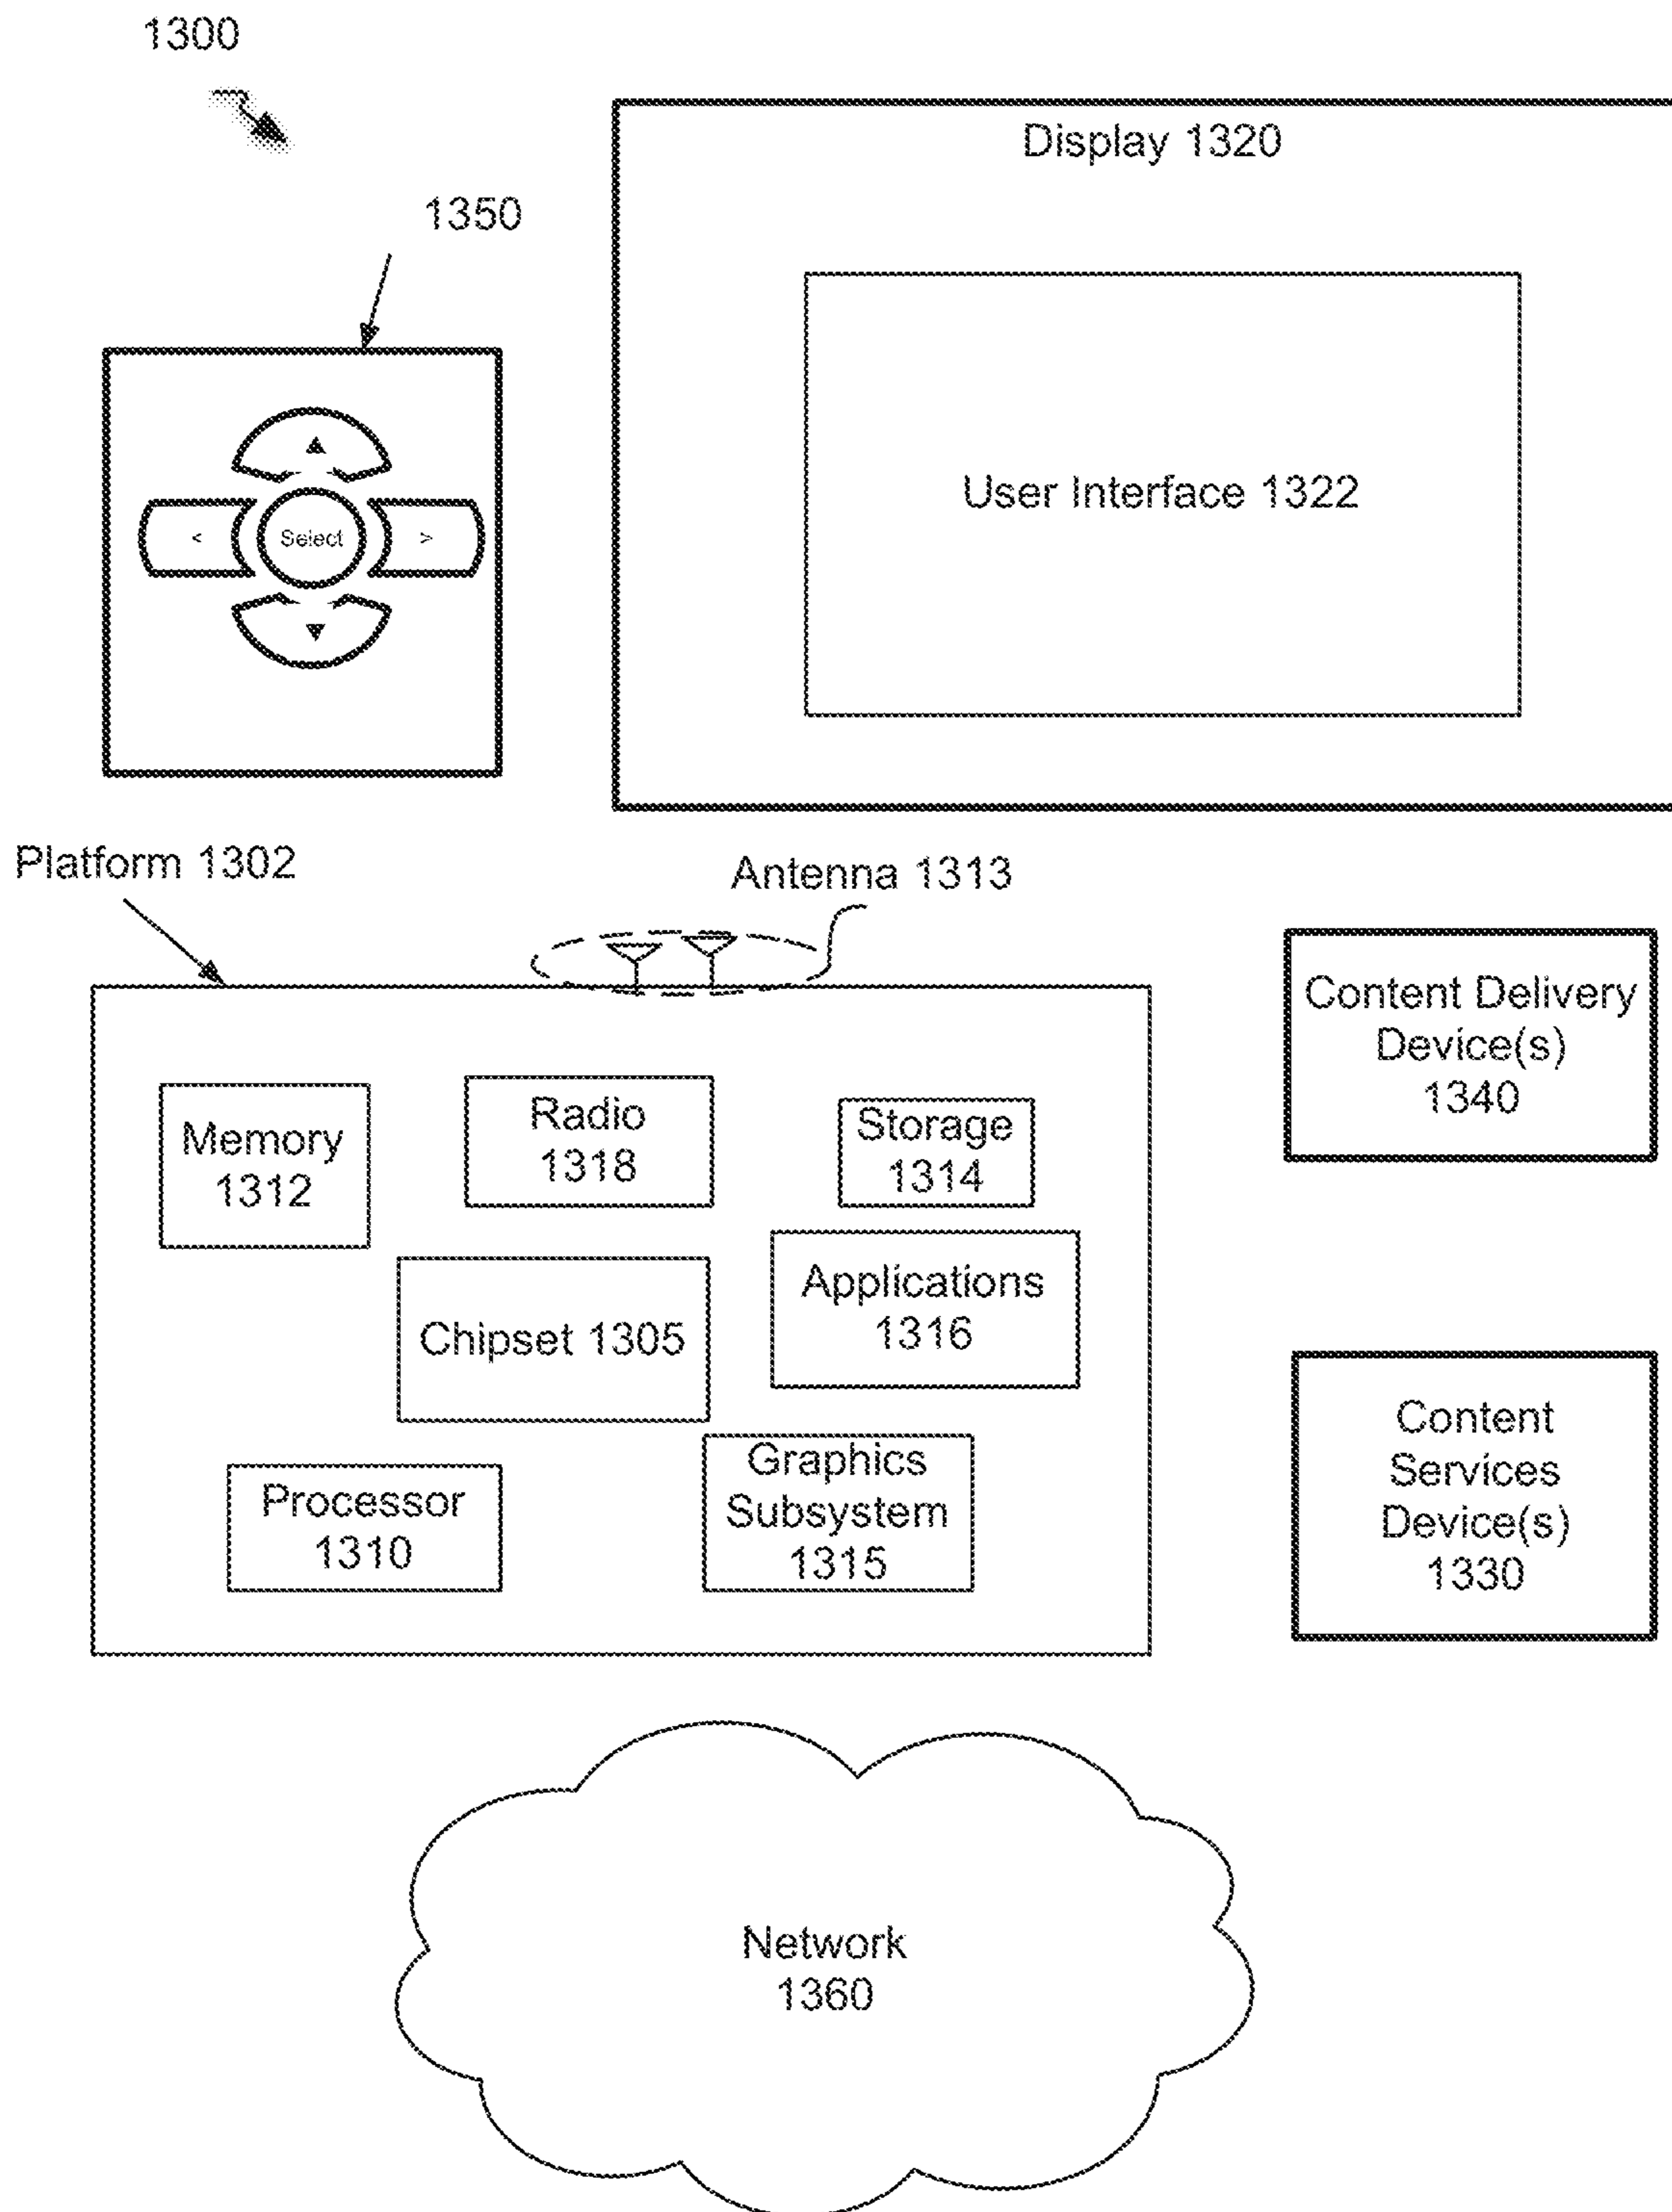 1300
Display 1320
1350
User Interface 1322
<
Select
>
Platform 1302
Antenna 1313
Content Delivery
Device(s)
1340
Memory
1312
Radio
1318
Storage
1314
Chipset 1305
Applications
1316
Processor
1310
Graphics
Subsystem
1315
Content
Services
Device(s)
1330
Network
1360